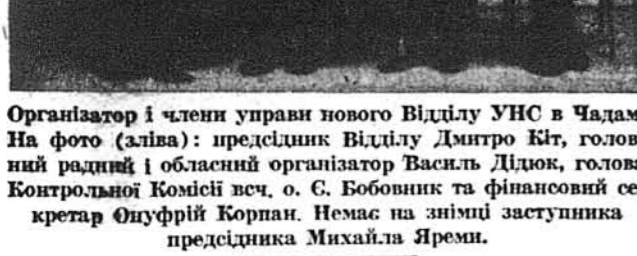 Організатор і члени управи нового Відділу УНС в Чадам
На фото (зліва): предсідник Відділу Дмитро Кіт, голов
ний радний і обласний організатор Василь Дідюк, голова
Контрольної Комісії всч. о. Є. Бобовник та фінансовий се
кретар Онуфрій Корпан. Немає на знімці заступника
предсідника Михайла Яреми.